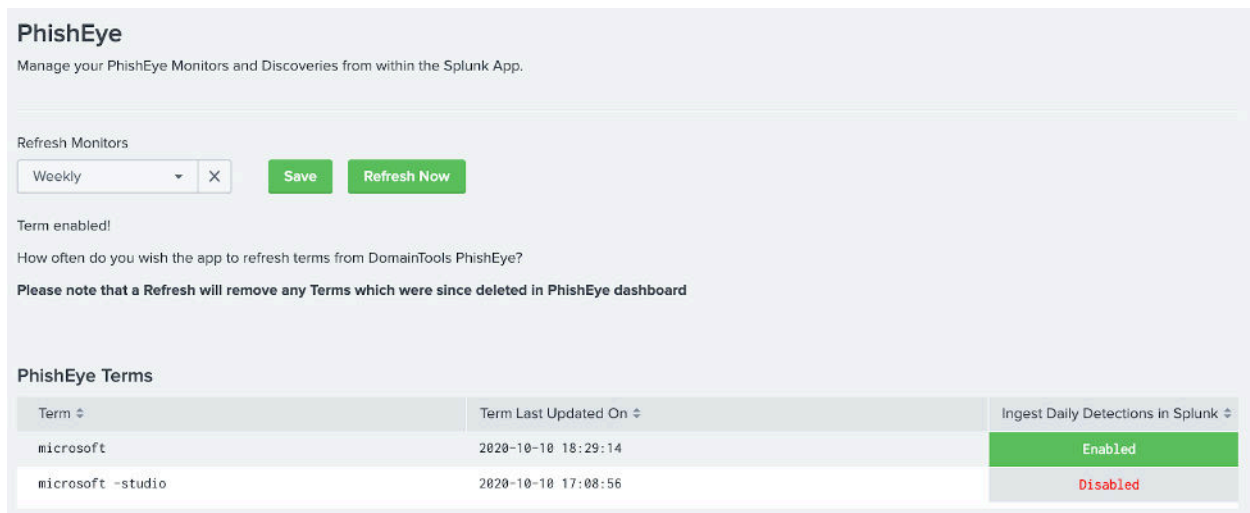 PhishEye
Manage your PhishEye Monitors and Discoveries from within the Splunk App.
Refresh Monitors
Weekly Save Refresh Now
Term enabled!
How often do you wish the app to refresh terms from DomainTools PhishEye?
Please note that a Refresh will remove any Terms which were since deleted in PhishEye dashboard
PhishEye Terms
Term Term Last Updated On Ingest Daily Detections in Splunk
microsoft 2020-10-10 18:29:14 Enabled
microsoft -studio 2020-10-10 17:08:56 Disabled